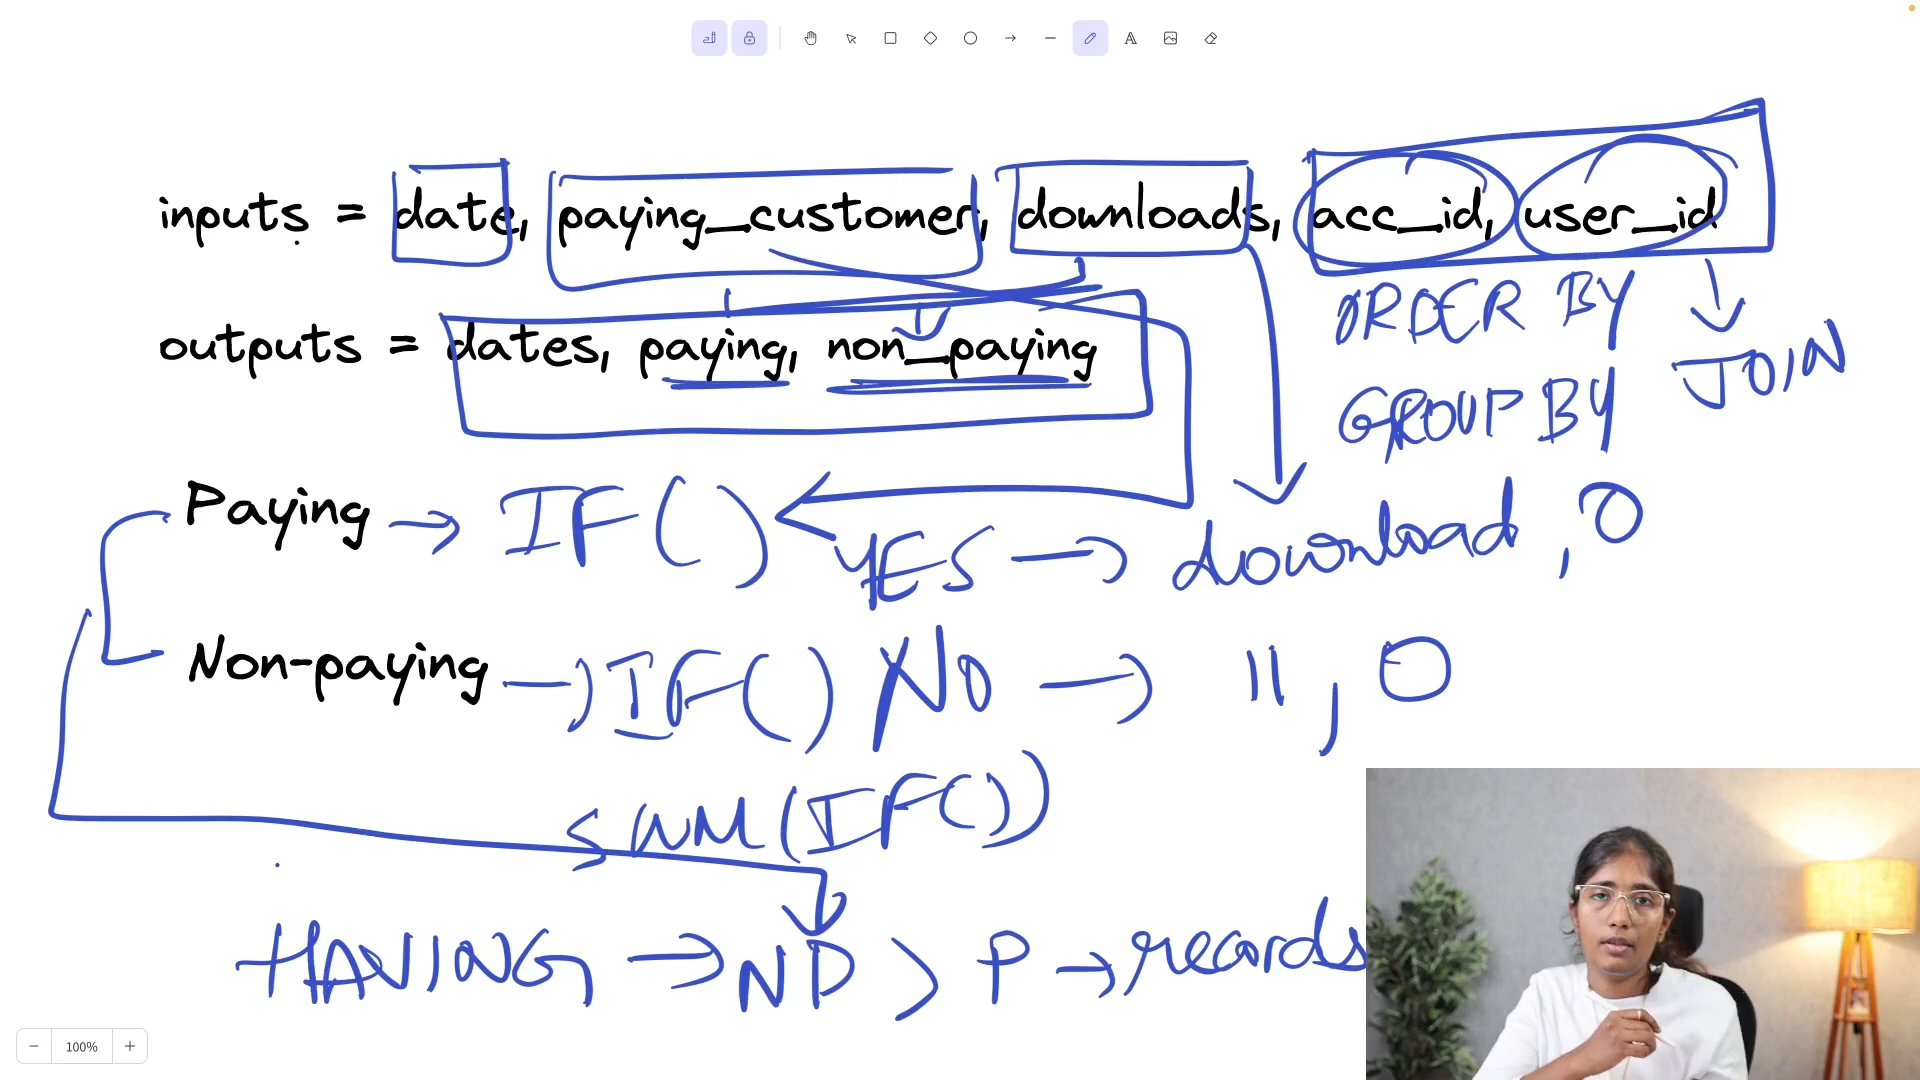 inputs = date, paying_customer, downloads, acc_id, user_id
ORDER BY
outputs = dates, paying, non_paying
JOIN
GROUP BY
Paying → IF() YES → download, 0
Non-paying → IF() NO → 11, 0
SUM(IF())
HAVING → NP > P → records
100%